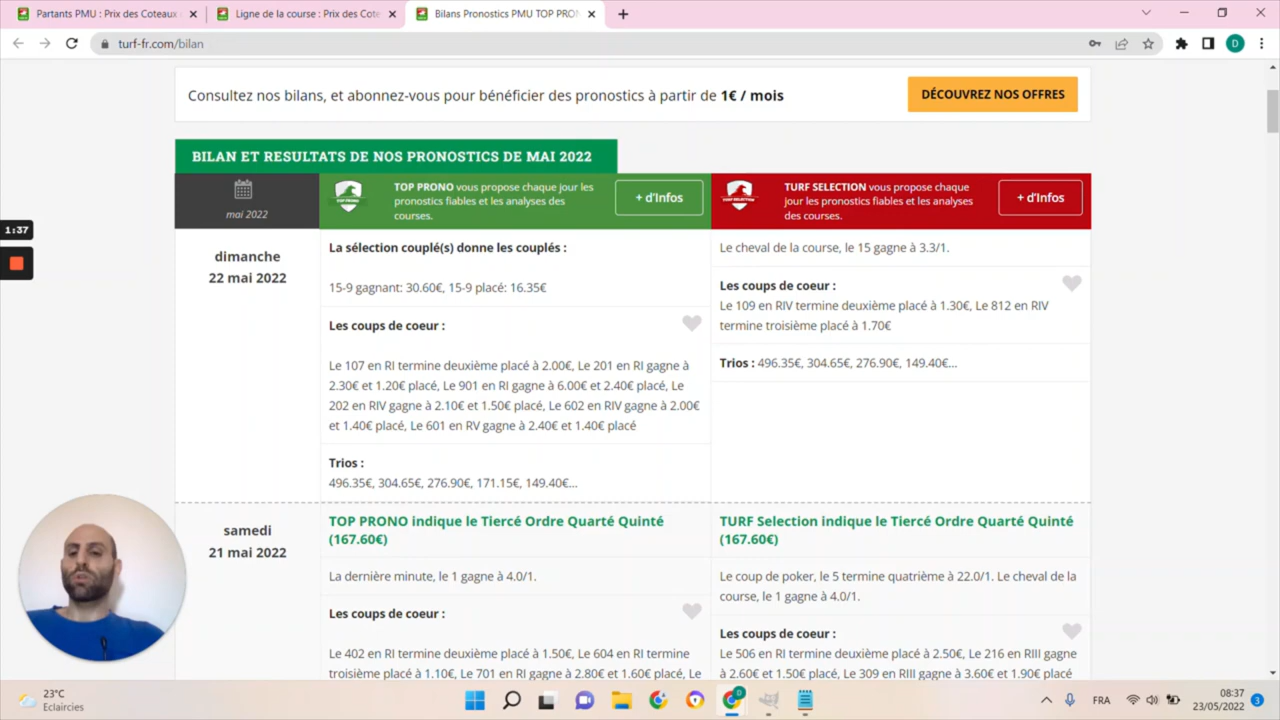 Partants PMU : Prix des Coteaux
Ligne de la course : Prix des Cote
Bilans Pronostics PMU TOP PRON
turf-fr.com/bilan
D
Consultez nos bilans, et abonnez-vous pour bénéficier des pronostics à partir de 1€ / mois
DÉCOUVREZ NOS OFFRES
BILAN ET RESULTATS DE NOS PRONOSTICS DE MAI 2022
mai 2022
TOP PRONO
TOP PRONO vous propose chaque jour les
pronostics fiables et les analyses des
courses.
+ d'Infos
TURF SELECTION
TURF SELECTION vous propose chaque
jour les pronostics fiables et les analyses
des courses.
+ d'Infos
1:37
dimanche
22 mai 2022
La sélection couplé(s) donne les couplés :
15-9 gagnant: 30.60€, 15-9 placé: 16.35€
Les coups de coeur :
Le 107 en RI termine deuxième placé à 2.00€, Le 201 en RI gagne à
2.30€ et 1.20€ placé, Le 901 en RI gagne à 6.00€ et 2.40€ placé, Le
202 en RIV gagne à 2.10€ et 1.50€ placé, Le 602 en RIV gagne à 2.00€
et 1.40€ placé, Le 601 en RV gagne à 2.40€ et 1.40€ placé
Trios :
496.35€, 304.65€, 276.90€, 171.15€, 149.40€...
Le cheval de la course, le 15 gagne à 3.3/1.
Les coups de coeur :
Le 109 en RIV termine deuxième placé à 1.30€, Le 812 en RIV
termine troisième placé à 1.70€
Trios : 496.35€, 304.65€, 276.90€, 149.40€...
samedi
21 mai 2022
TOP PRONO indique le Tiercé Ordre Quarté Quinté
(167.60€)
La dernière minute, le 1 gagne à 4.0/1.
Les coups de coeur :
Le 402 en RI termine deuxième placé à 1.50€, Le 604 en RI termine
troisième placé à 1.10€, Le 701 en RI gagne à 2.80€ et 1.60€ placé, Le
TURF Selection indique le Tiercé Ordre Quarté Quinté
(167.60€)
Le coup de poker, le 5 termine quatrième à 22.0/1. Le cheval de la
course, le 1 gagne à 4.0/1.
Les coups de coeur :
Le 506 en RI termine deuxième placé à 2.50€, Le 216 en RIII gagne
à 2.60€ et 1.50€ placé, Le 309 en RIII gagne à 3.60€ et 1.90€ placé
23°C
Eclaircies
D
FRA
08:37
23/05/2022
3